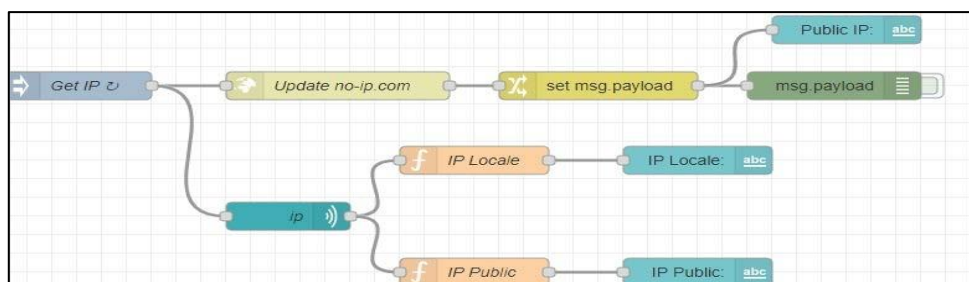 Public IP: abc
Get IP ↻
Update no-ip.com
set msg.payload
msg.payload
IP Locale
IP Locale: abc
ip
IP Public
IP Public: abc